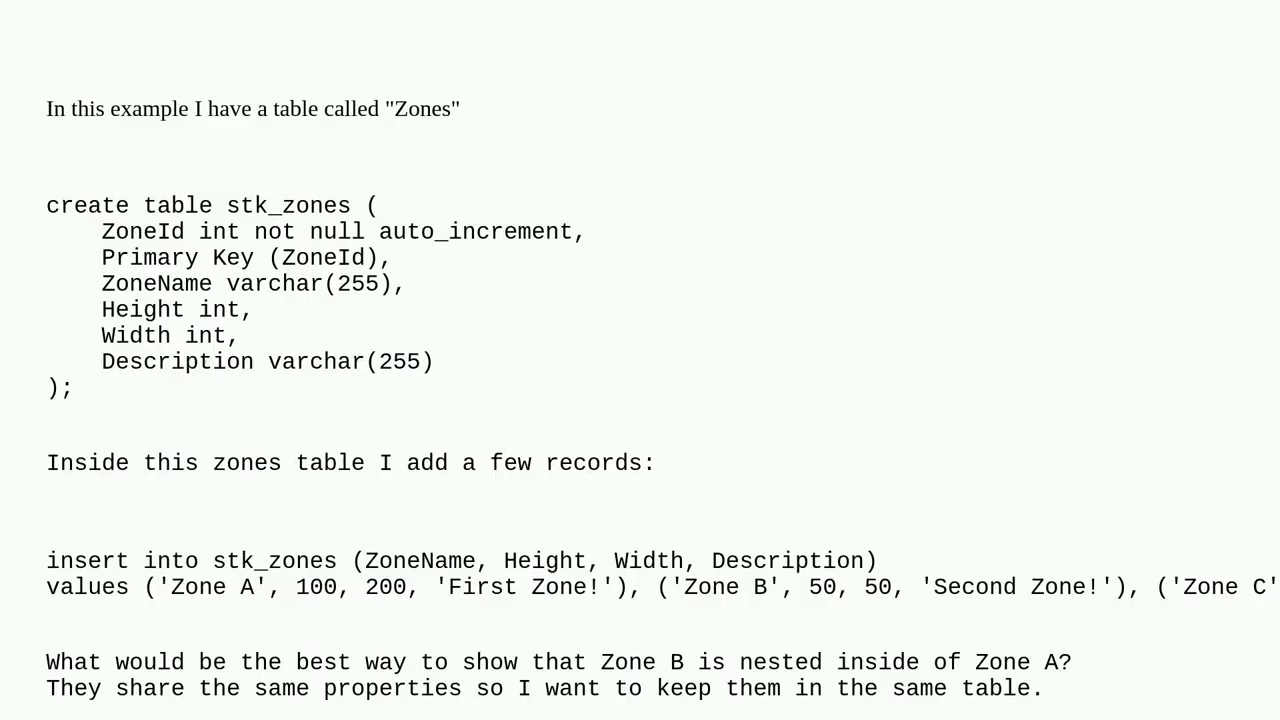 In this example I have a table called "Zones"
create table stk_zones (
    ZoneId int not null auto_increment,
    Primary Key (ZoneId),
    ZoneName varchar(255),
    Height int,
    Width int,
    Description varchar(255)
);
Inside this zones table I add a few records:
insert into stk_zones (ZoneName, Height, Width, Description)
values ('Zone A', 100, 200, 'First Zone!'), ('Zone B', 50, 50, 'Second Zone!'), ('Zone C'
What would be the best way to show that Zone B is nested inside of Zone A?
They share the same properties so I want to keep them in the same table.